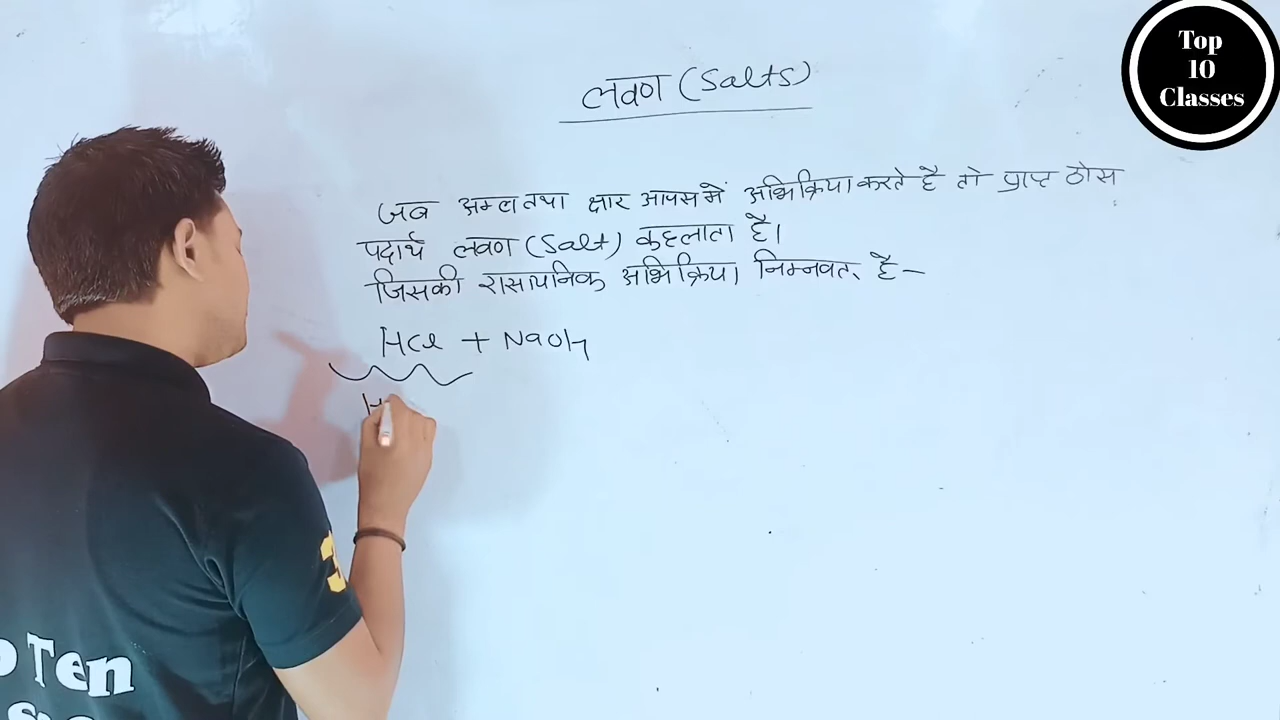 लवण (Salts)
Top
10
Classes
जब अम्ल तथा क्षार आपस में अभिक्रिया करते है तो प्राप्त ठोस
पदार्थ लवण (Salt) कहलाता है।
जिसकी रासायनिक अभिक्रिया निम्नवत् है —
HCl + NaOH
H
Ten